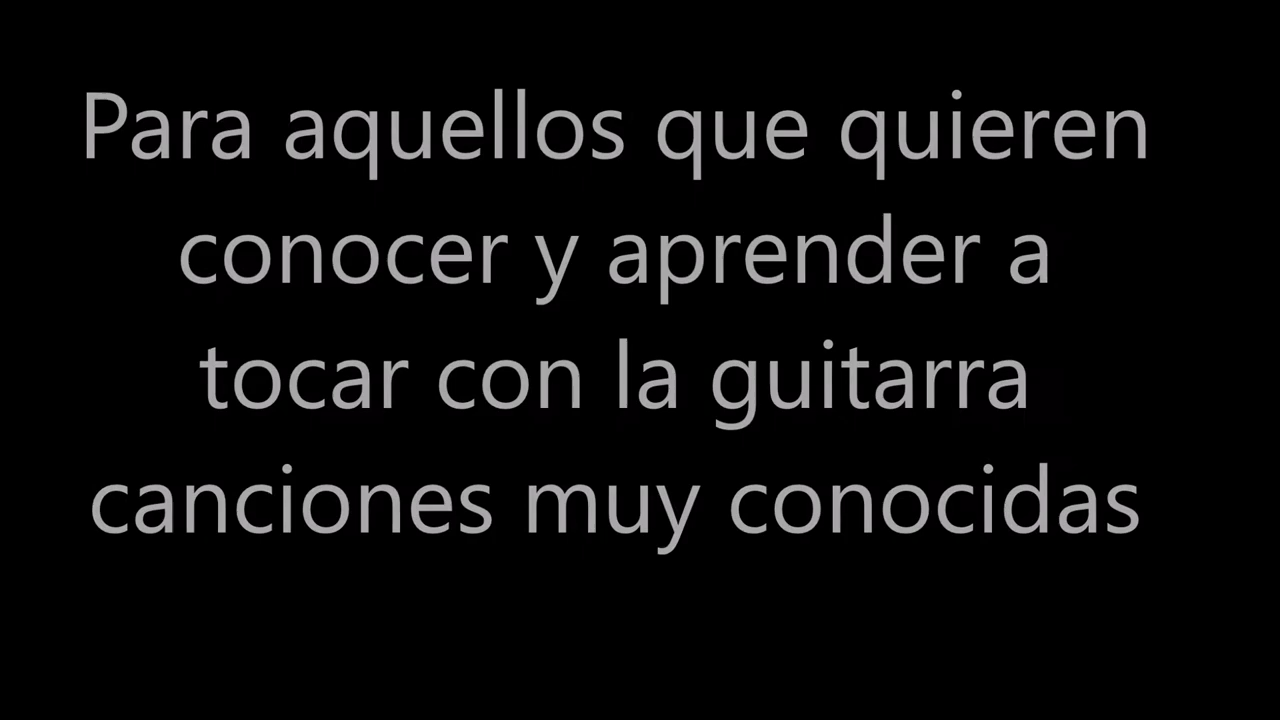 Para aquellos que quieren
conocer y aprender a
tocar con la guitarra
canciones muy conocidas